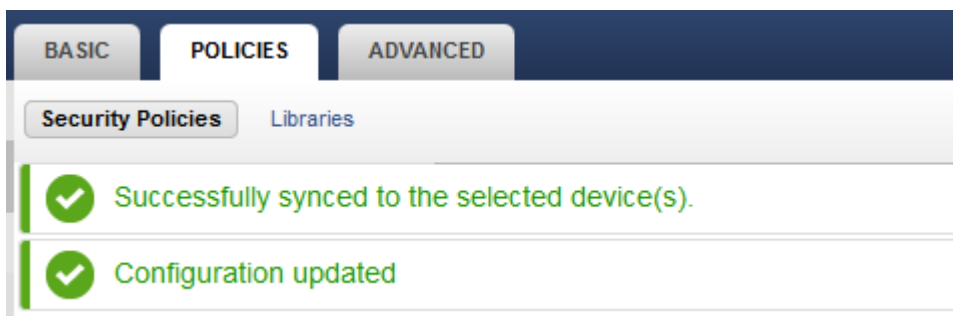 BASIC POLICIES ADVANCED
Security Policies Libraries
Successfully synced to the selected device(s).
Configuration updated